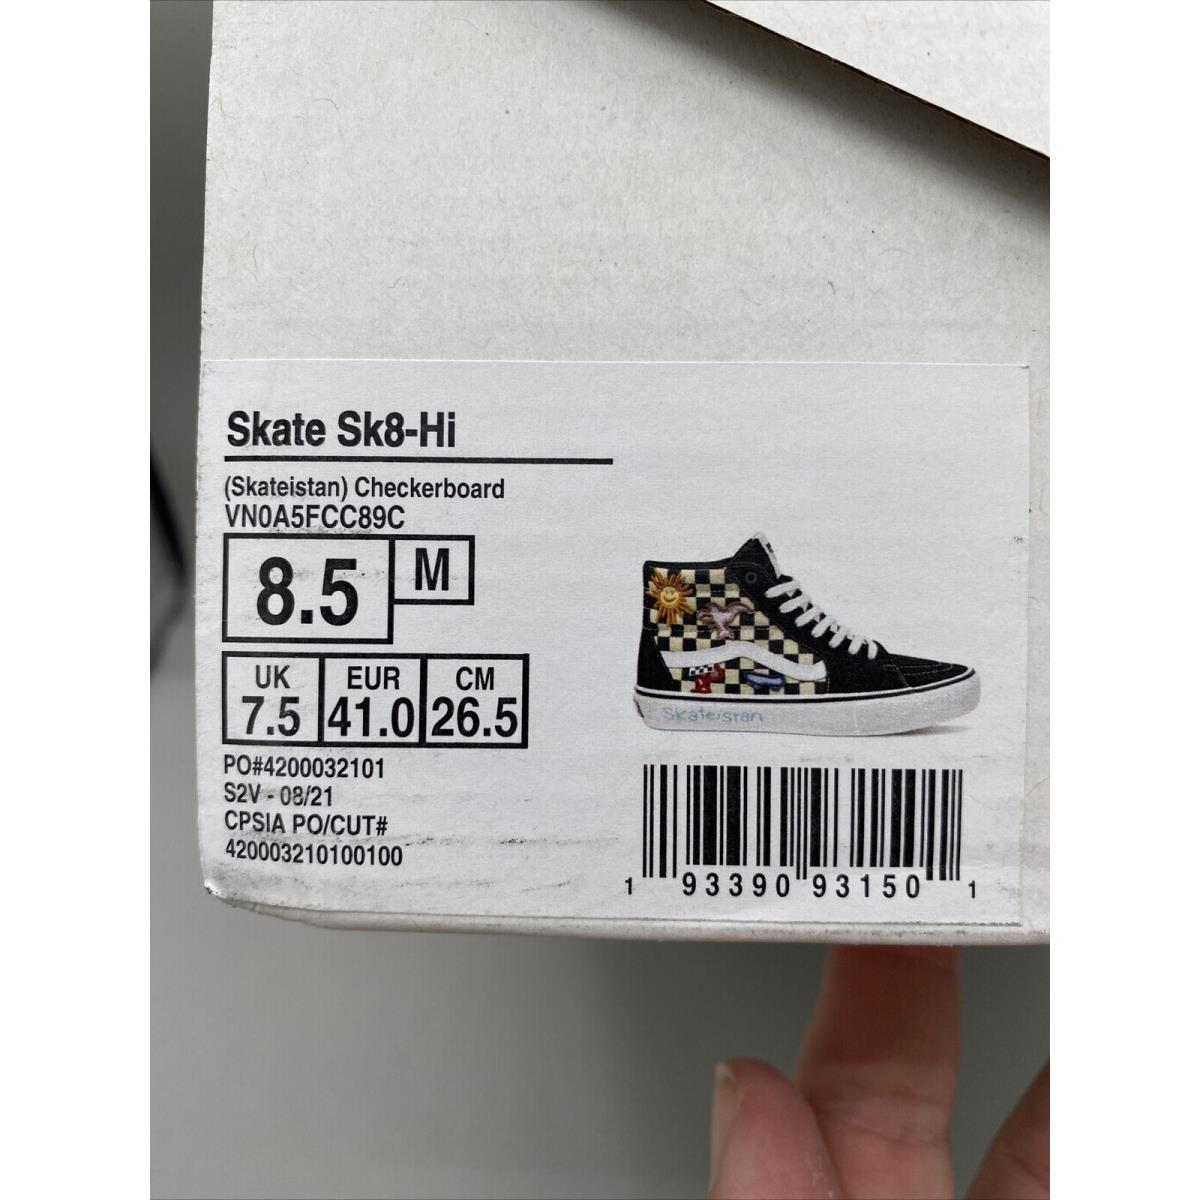 Skate Sk8-Hi
(Skateistan) Checkerboard
VN0A5FCC89C
8.5 M
UK EUR CM
7.5 41.0 26.5
PO#4200032101
S2V - 08/21
CPSIA PO/CUT#
420003210100100
Skateistan
1 93390 93150 1